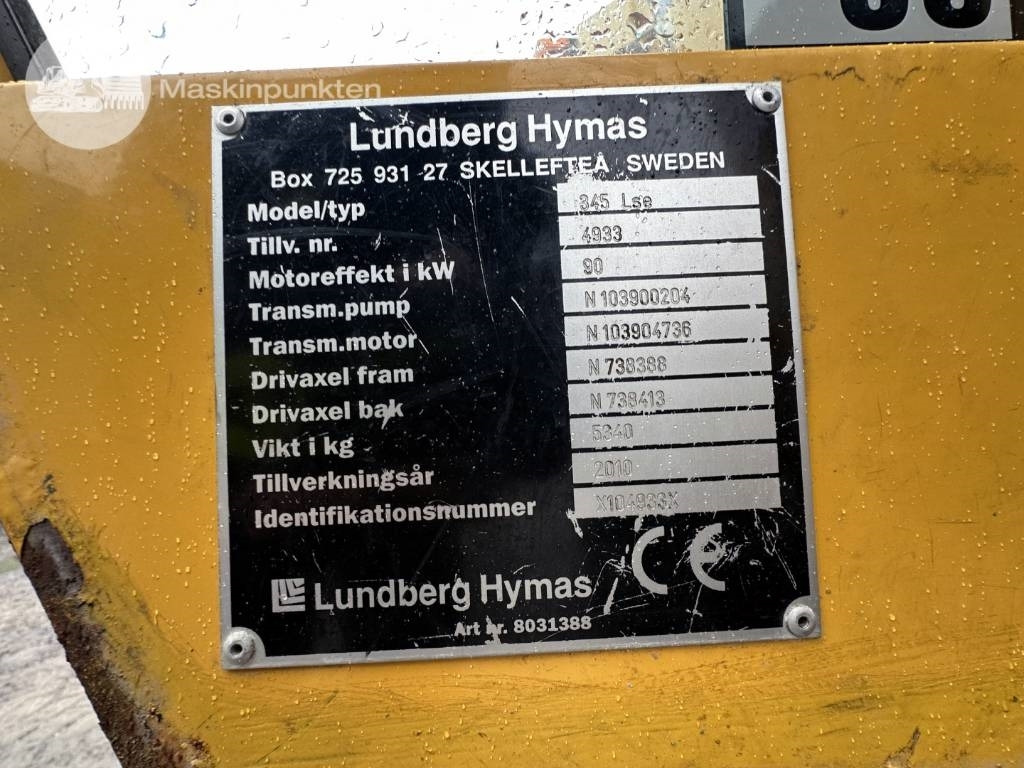 Maskinpunkten
Lundberg Hymas
Box 725 931 27 SKELLEFTEÅ SWEDEN
Model/typ 345 Lse
Tillv. nr. 4933
Motoreffekt i kW 90
Transm.pump N 103900204
Transm.motor N 103904736
Drivaxel fram N 738388
Drivaxel bak N 738413
Vikt i kg 5340
Tillverkningsår 2010
Identifikationsnummer X104933X
CE
Lundberg Hymas
Art nr. 8031388